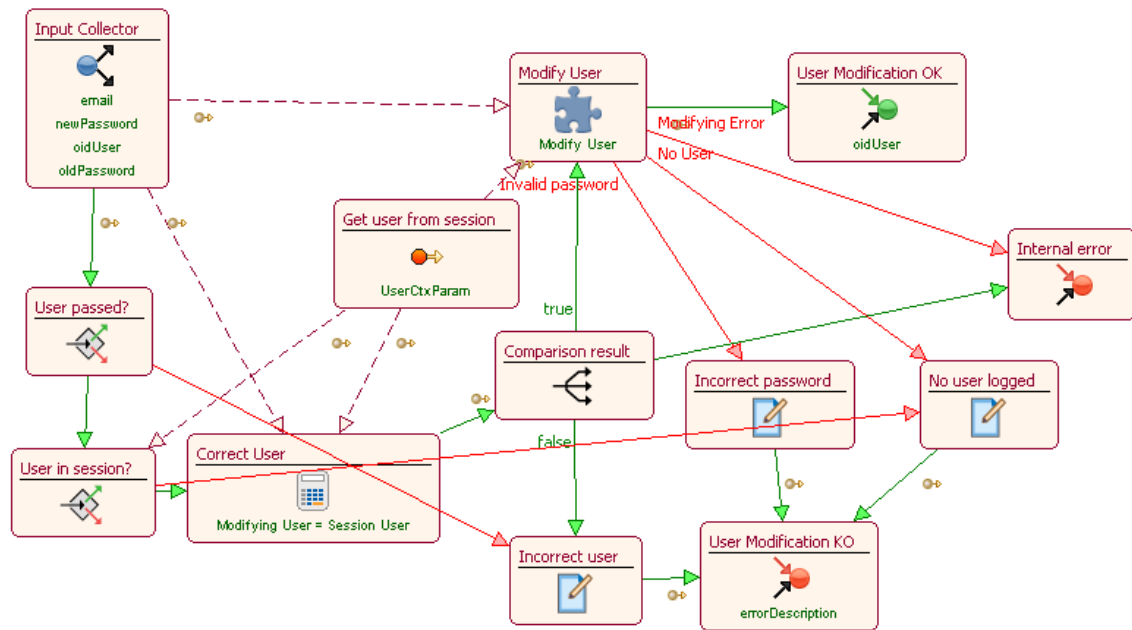 Input Collector
email
newPassword
oidUser
oldPassword
Modify User
Modify User
User Modification OK
oidUser
Modifying Error
No User
Invalid password
Get user from session
UserCtxParam
Internal error
User passed?
true
Comparison result
false
Incorrect password
No user logged
User in session?
Correct User
Modifying User = Session User
Incorrect user
User Modification KO
errorDescription